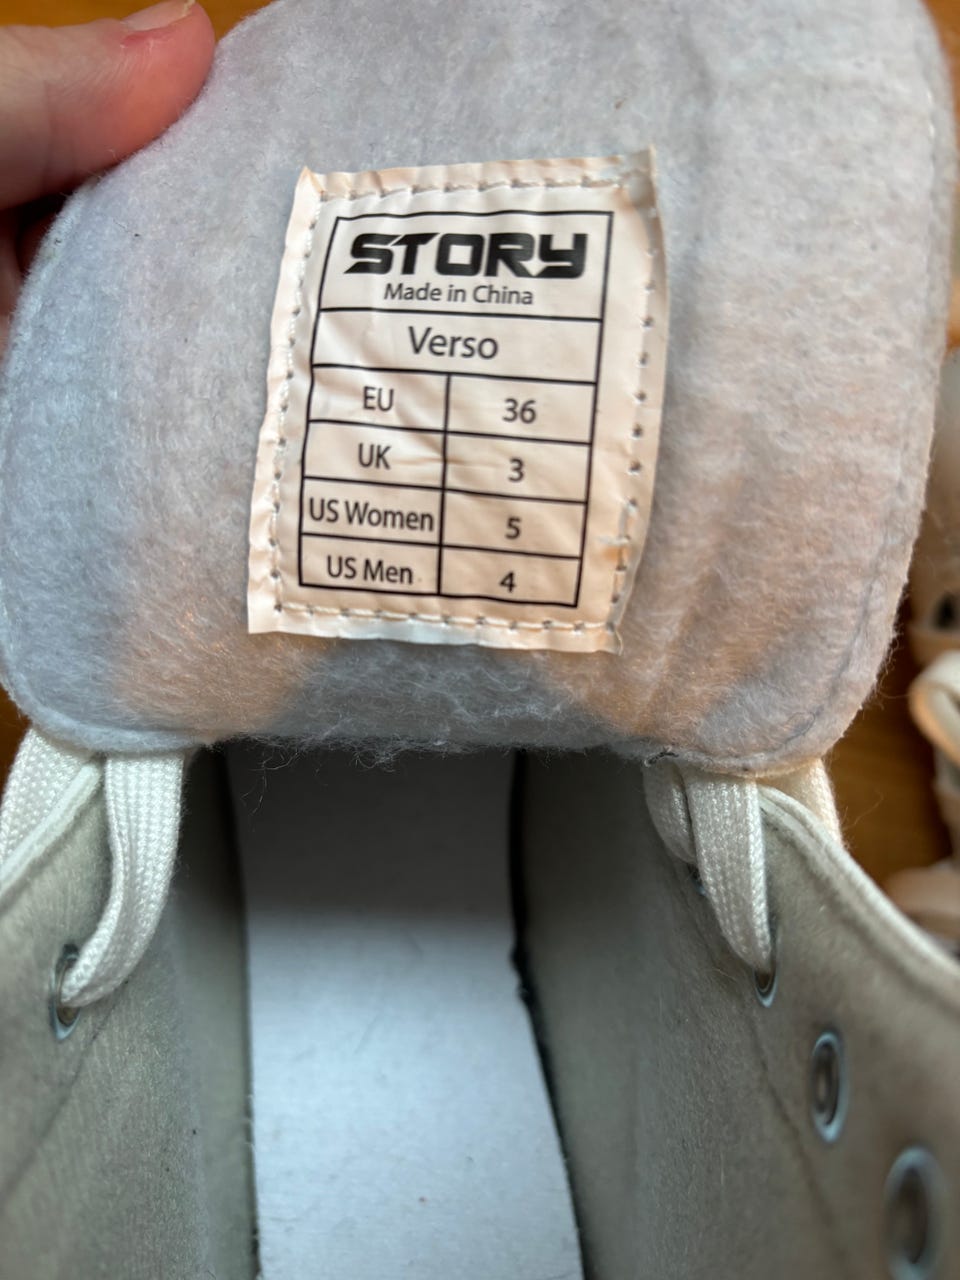 STORY
Made in China
Verso
EU 36
UK 3
US Women 5
US Men 4